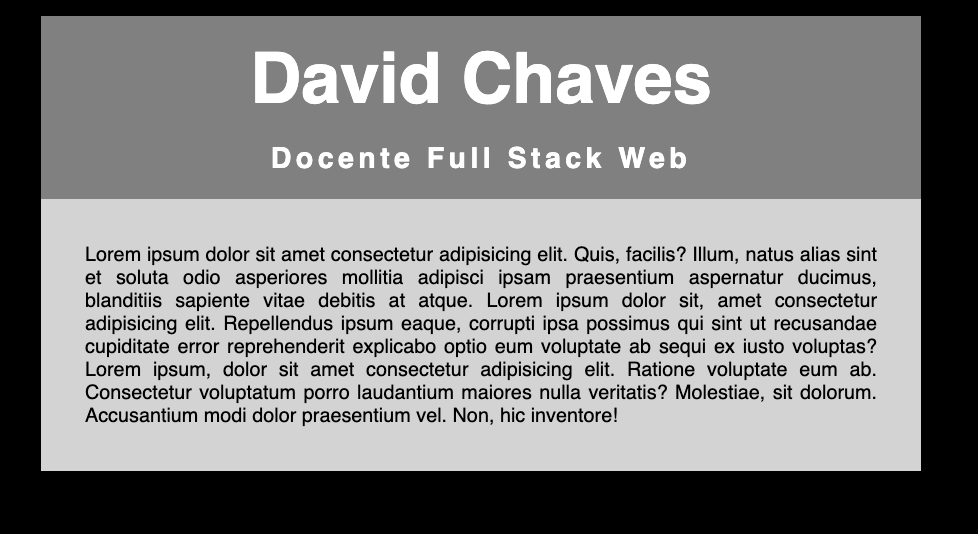 David Chaves
Docente Full Stack Web
Lorem ipsum dolor sit amet consectetur adipisicing elit. Quis, facilis? Illum, natus alias sint
et soluta odio asperiores mollitia adipisci ipsam praesentium aspernatur ducimus,
blanditiis sapiente vitae debitis at atque. Lorem ipsum dolor sit, amet consectetur
adipisicing elit. Repellendus ipsum eaque, corrupti ipsa possimus qui sint ut recusandae
cupiditate error reprehenderit explicabo optio eum voluptate ab sequi ex iusto voluptas?
Lorem ipsum, dolor sit amet consectetur adipisicing elit. Ratione voluptate eum ab.
Consectetur voluptatum porro laudantium maiores nulla veritatis? Molestiae, sit dolorum.
Accusantium modi dolor praesentium vel. Non, hic inventore!